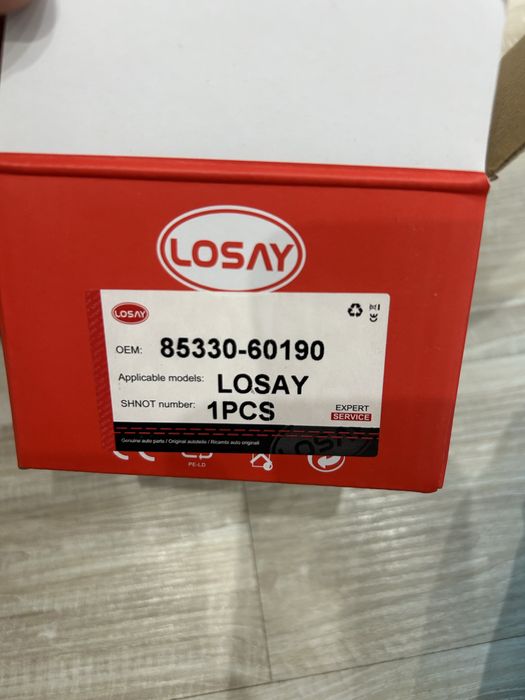 LOSAY
LOSAY
OEM: 85330-60190
Applicable models: LOSAY
SHNOT number: 1PCS
EXPERT
SERVICE
Genuine auto parts / Original autoteile / Ricambi auto originali
LOSAY
PE-LD